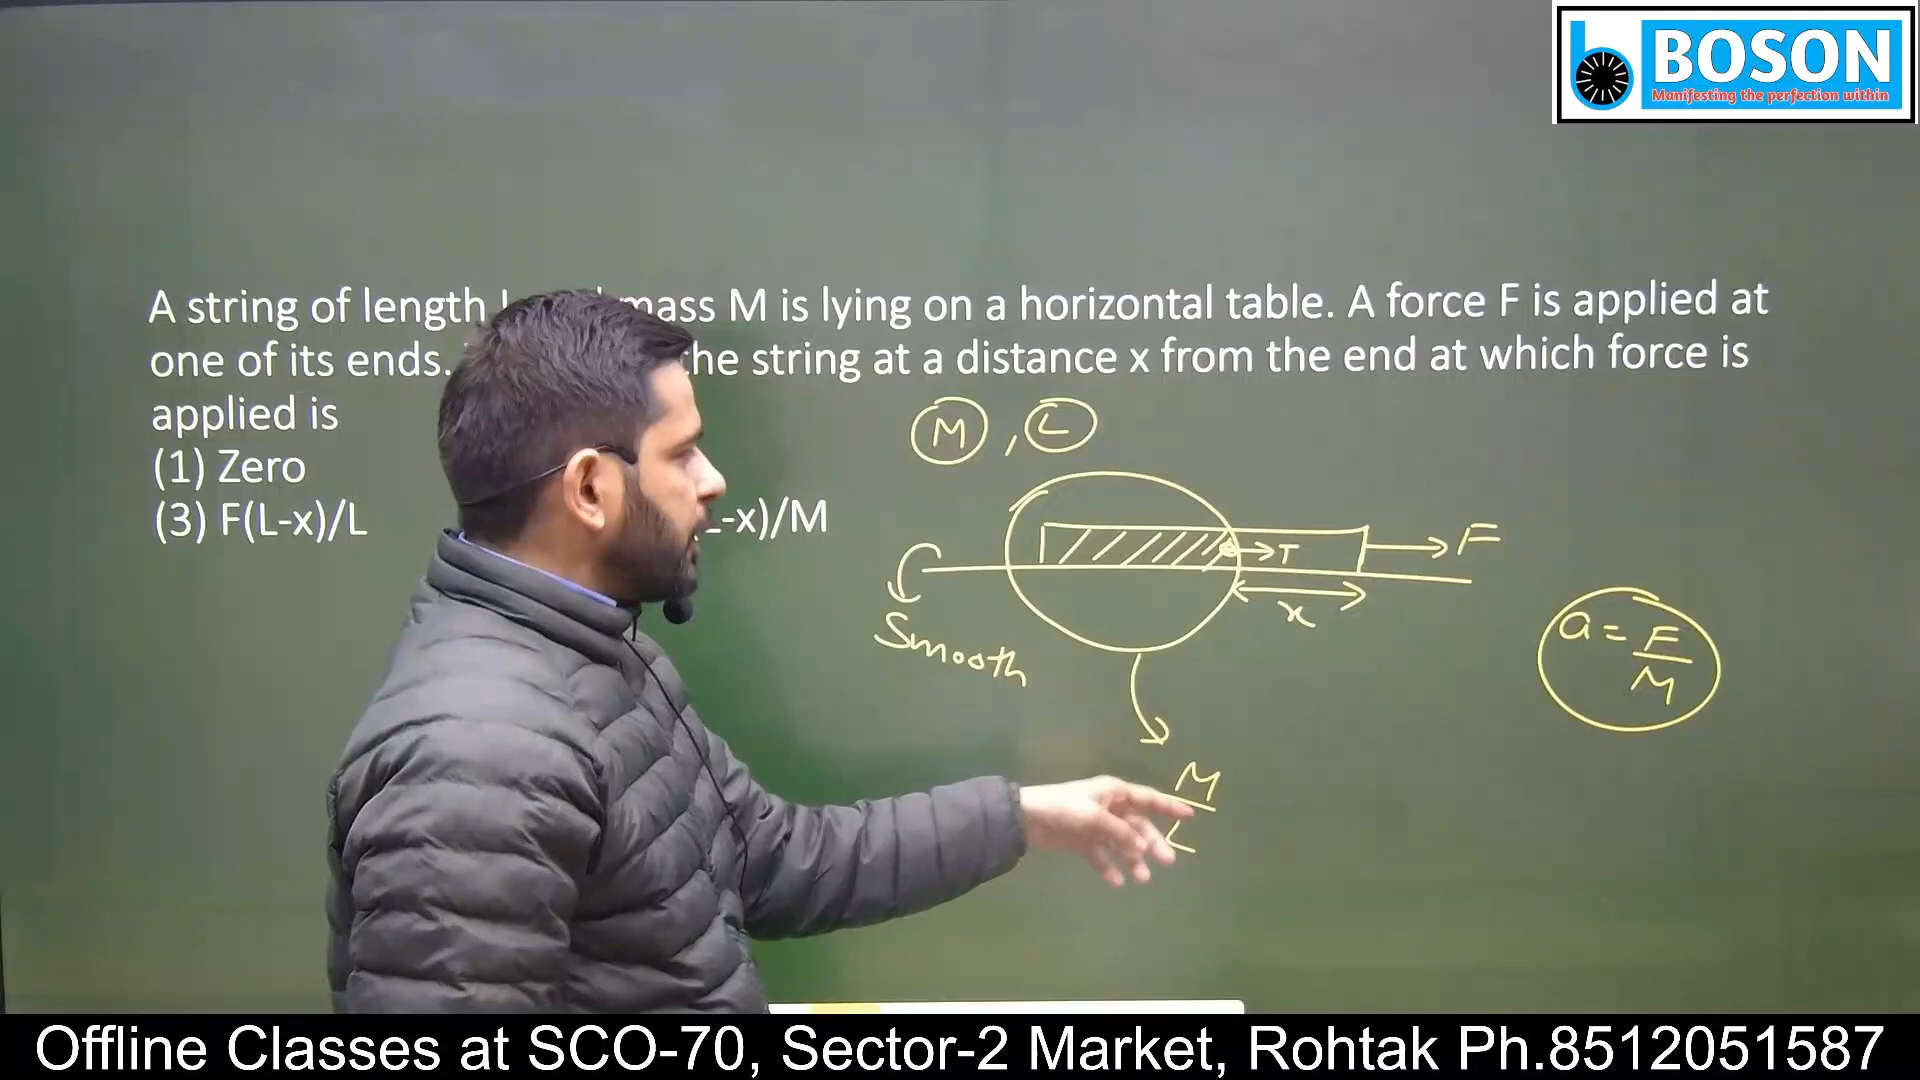 BOSON
Manifesting the perfection within
A string of length mass M is lying on a horizontal table. A force F is applied at
one of its ends. the string at a distance x from the end at which force is
applied is
(1) Zero
(3) F(L-x)/L -x)/M
M , L
T
F
x
Smooth
a = F/M
M
L
Offline Classes at SCO-70, Sector-2 Market, Rohtak Ph.8512051587